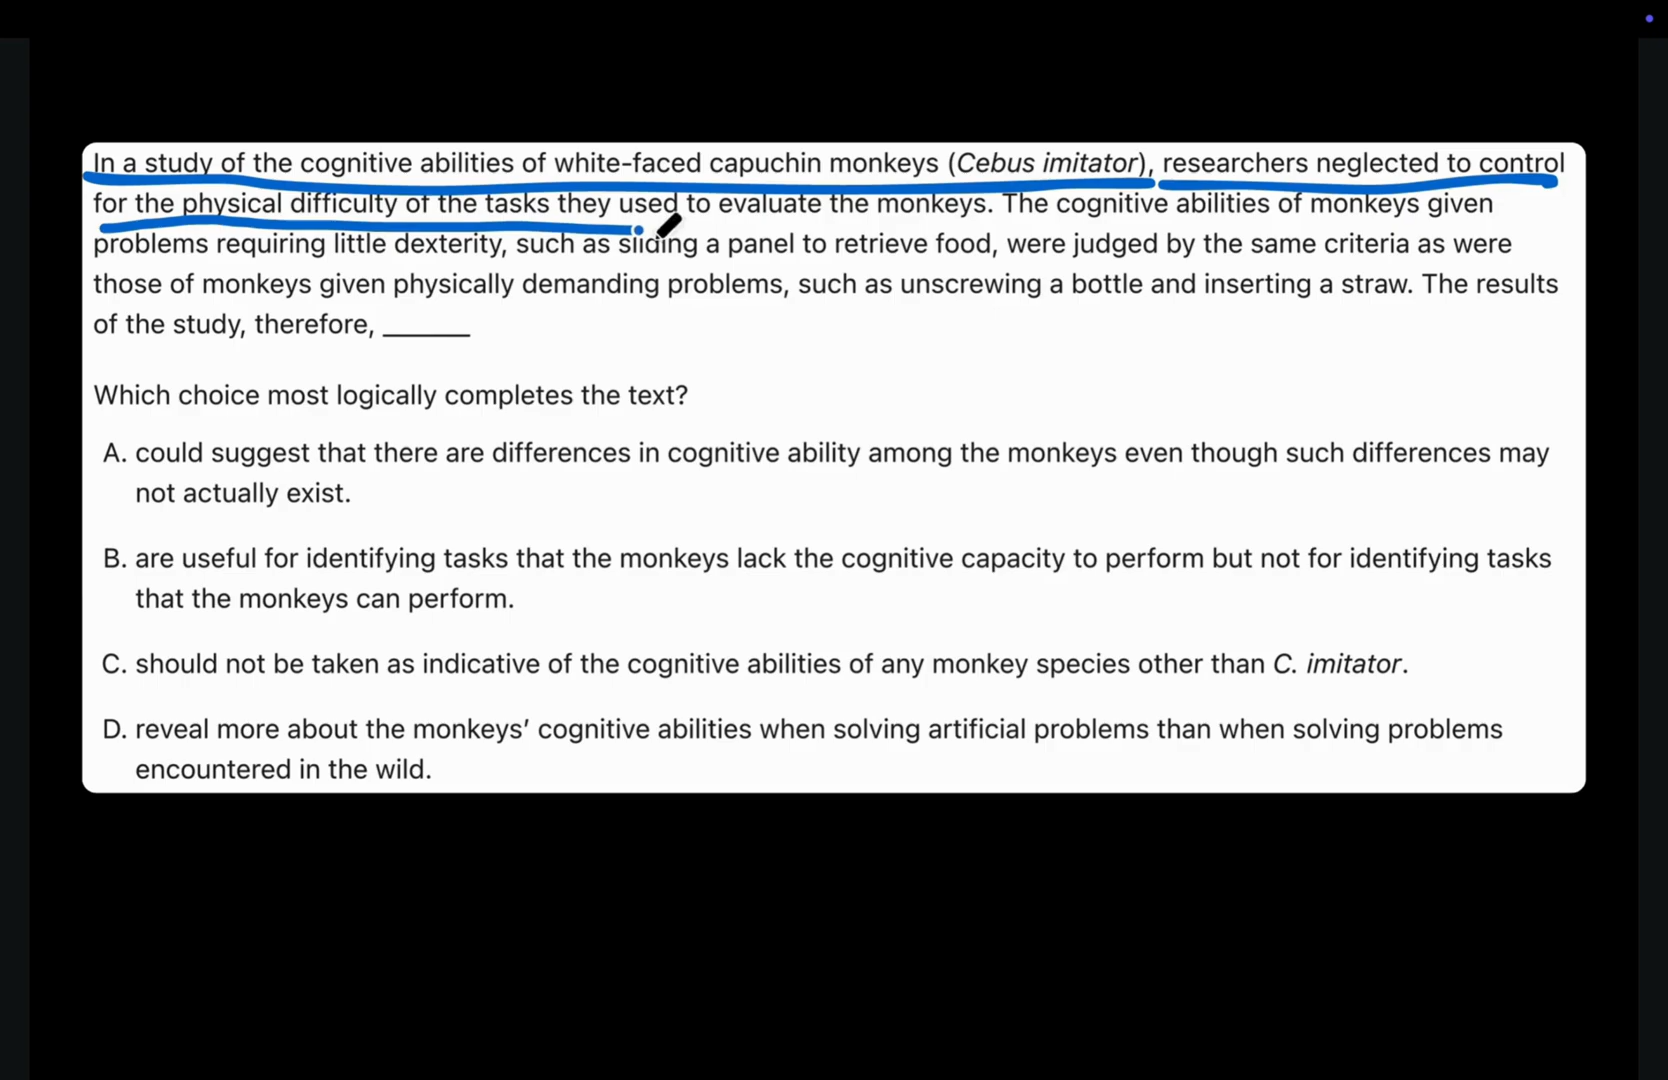 In a study of the cognitive abilities of white-faced capuchin monkeys (Cebus imitator), researchers neglected to control
for the physical difficulty of the tasks they used to evaluate the monkeys. The cognitive abilities of monkeys given
problems requiring little dexterity, such as sliding a panel to retrieve food, were judged by the same criteria as were
those of monkeys given physically demanding problems, such as unscrewing a bottle and inserting a straw. The results
of the study, therefore, ______
Which choice most logically completes the text?
A. could suggest that there are differences in cognitive ability among the monkeys even though such differences may
not actually exist.
B. are useful for identifying tasks that the monkeys lack the cognitive capacity to perform but not for identifying tasks
that the monkeys can perform.
C. should not be taken as indicative of the cognitive abilities of any monkey species other than C. imitator.
D. reveal more about the monkeys’ cognitive abilities when solving artificial problems than when solving problems
encountered in the wild.